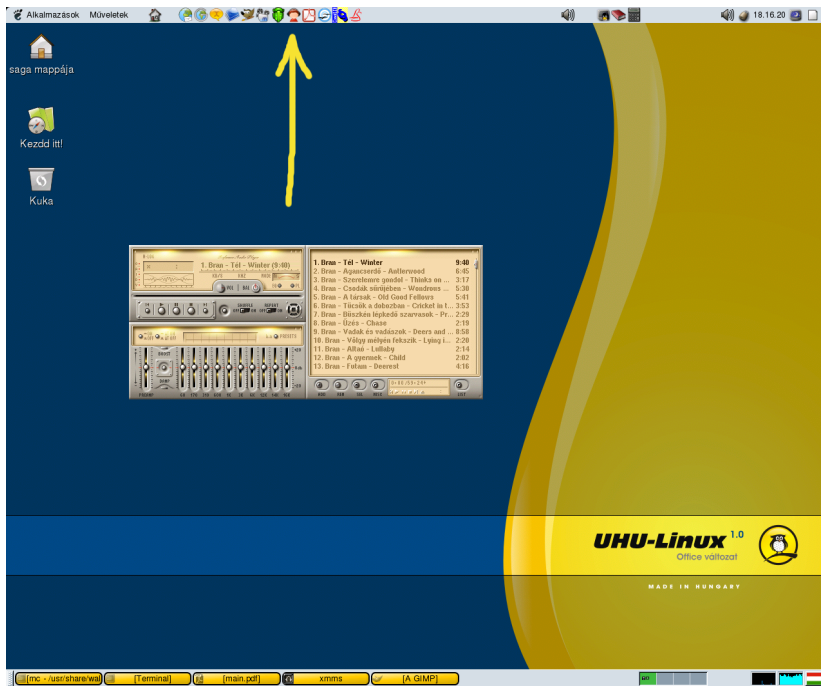 Alkalmazások Műveletek 18.16.20
saga mappája
Kezdd itt!
Kuka
1. Bran - Tél - Winter (9:40)
SHUFFLE REPEAT
PRESETS
1. Bran - Tél - Winter 9:40
2. Bran - Agancserdő - Antlerwood 6:45
3. Bran - Szerelemre gondol - Thinks on ... 3:17
4. Bran - Csodák sűrűjében - Wondrous ... 5:30
5. Bran - A társak - Old Good Fellows 5:41
6. Bran - Tücsök a dobozban - Cricket in t... 3:53
7. Bran - Büszkén lépkedő szarvasok - Pr... 2:29
8. Bran - Űzés - Chase 2:19
9. Bran - Vadak és vadászok - Deers and ... 8:58
10. Bran - Völgy mélyén fekszik - Lying i... 2:20
11. Bran - Altató - Lullaby 2:14
12. Bran - A gyermek - Child 2:02
13. Bran - Futam - Deerest 4:16
UHU-Linux 1.0
Office változat
MADE IN HUNGARY
[mc - /usr/share/wal [Terminal] [main.pdf] xmms [A GIMP]